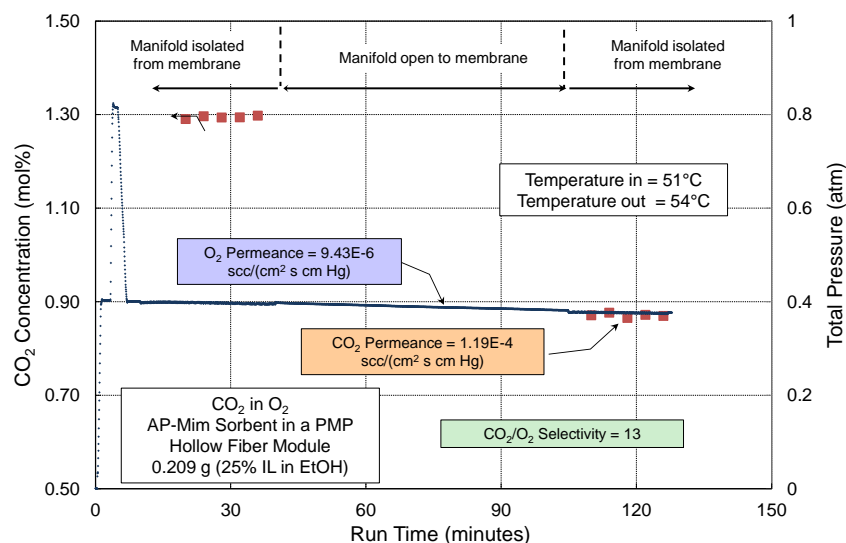 1.50
1.30
1.10
0.90
0.70
0.50
CO₂ Concentration (mol%)
Manifold isolated
from membrane
Manifold open to membrane
Manifold isolated
from membrane
Temperature in = 51°C
Temperature out = 54°C
O₂ Permeance = 9.43E-6
scc/(cm² s cm Hg)
CO₂ Permeance = 1.19E-4
scc/(cm² s cm Hg)
CO₂ in O₂
AP-Mim Sorbent in a PMP
Hollow Fiber Module
0.209 g (25% IL in EtOH)
CO₂/O₂ Selectivity = 13
1
0.8
0.6
0.4
0.2
0
Total Pressure (atm)
0
30
60
90
120
150
Run Time (minutes)